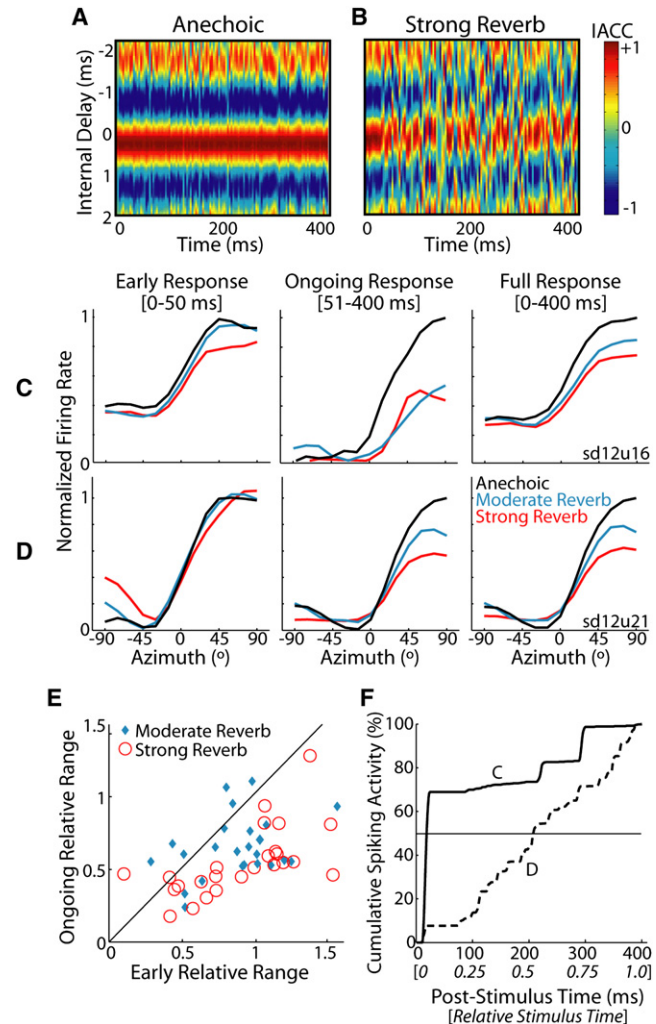 A Anechoic
B Strong Reverb
IACC
+1
0
-1
Internal Delay (ms)
-2
-1
0
1
2
0 400
Time (ms)
0 400
Time (ms)
Early Response
[0-50 ms]
Ongoing Response
[51-400 ms]
Full Response
[0-400 ms]
C
D
Normalized Firing Rate
1
0
1
0
sd12u16
Anechoic
Moderate Reverb
Strong Reverb
sd12u21
-90 -45 0 45 90
Azimuth (º)
-90 -45 0 45 90
Azimuth (º)
-90 -45 0 45 90
Azimuth (º)
E
Moderate Reverb
Strong Reverb
Ongoing Relative Range
1.5
1
0.5
0
0 0.5 1 1.5
Early Relative Range
F
Cumulative Spiking Activity (%)
100
80
60
40
20
0
C
D
0 100 200 300 400
[0 0.25 0.5 0.75 1.0]
Post-Stimulus Time (ms)
[Relative Stimulus Time]